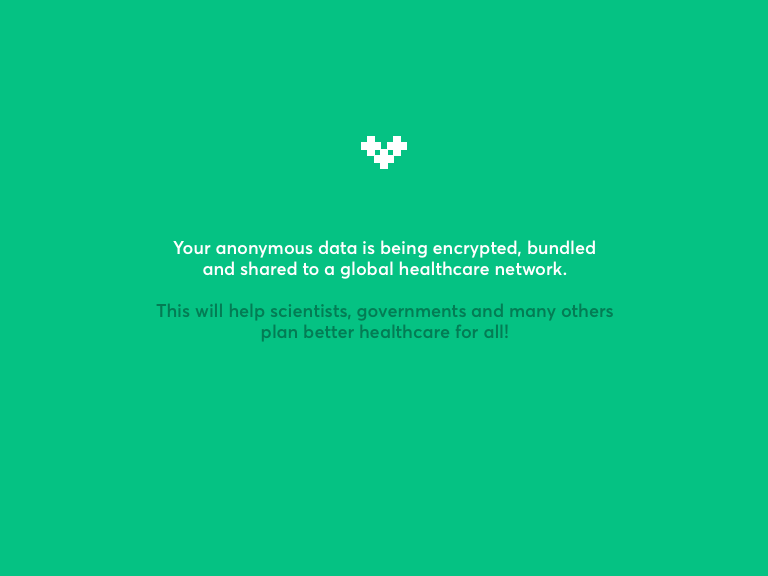 Your anonymous data is being encrypted, bundled
and shared to a global healthcare network.
This will help scientists, governments and many others
plan better healthcare for all!